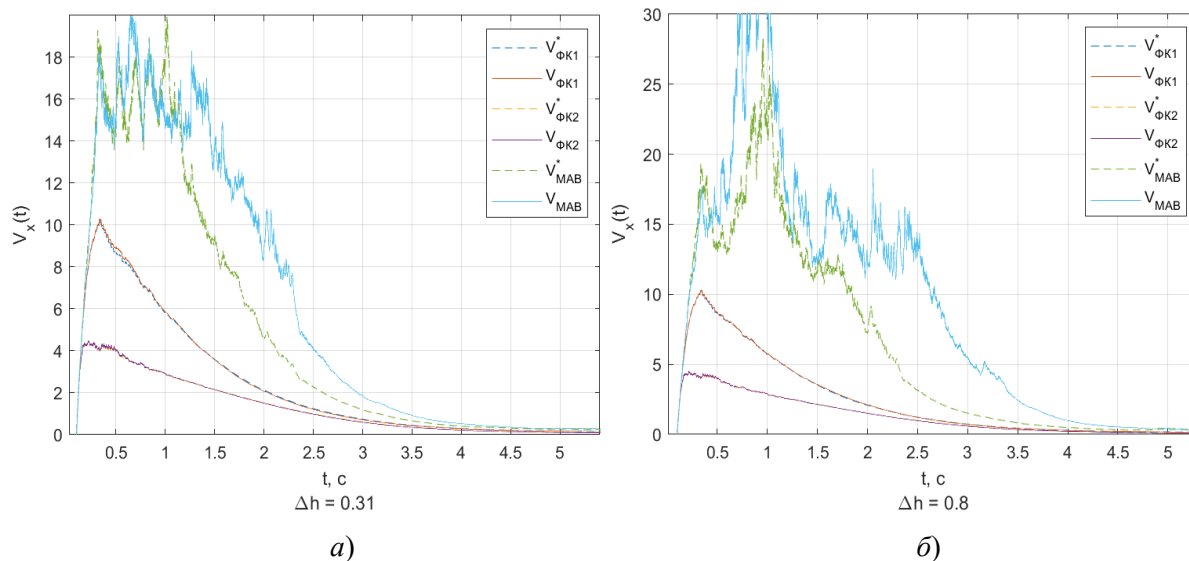 18
16
14
12
10
8
6
4
2
0
V_x(t)
0.5 1 1.5 2 2.5 3 3.5 4 4.5 5
t, c
Δh = 0.31
V*_ФК1
V_ФК1
V*_ФК2
V_ФК2
V*_МАВ
V_МАВ
а)
30
25
20
15
10
5
0
V_x(t)
0.5 1 1.5 2 2.5 3 3.5 4 4.5 5
t, c
Δh = 0.8
V*_ФК1
V_ФК1
V*_ФК2
V_ФК2
V*_МАВ
V_МАВ
б)